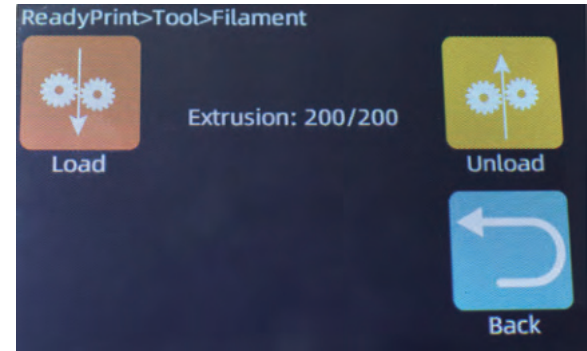 ReadyPrint>Tool>Filament
Extrusion: 200/200
Load
Unload
Back